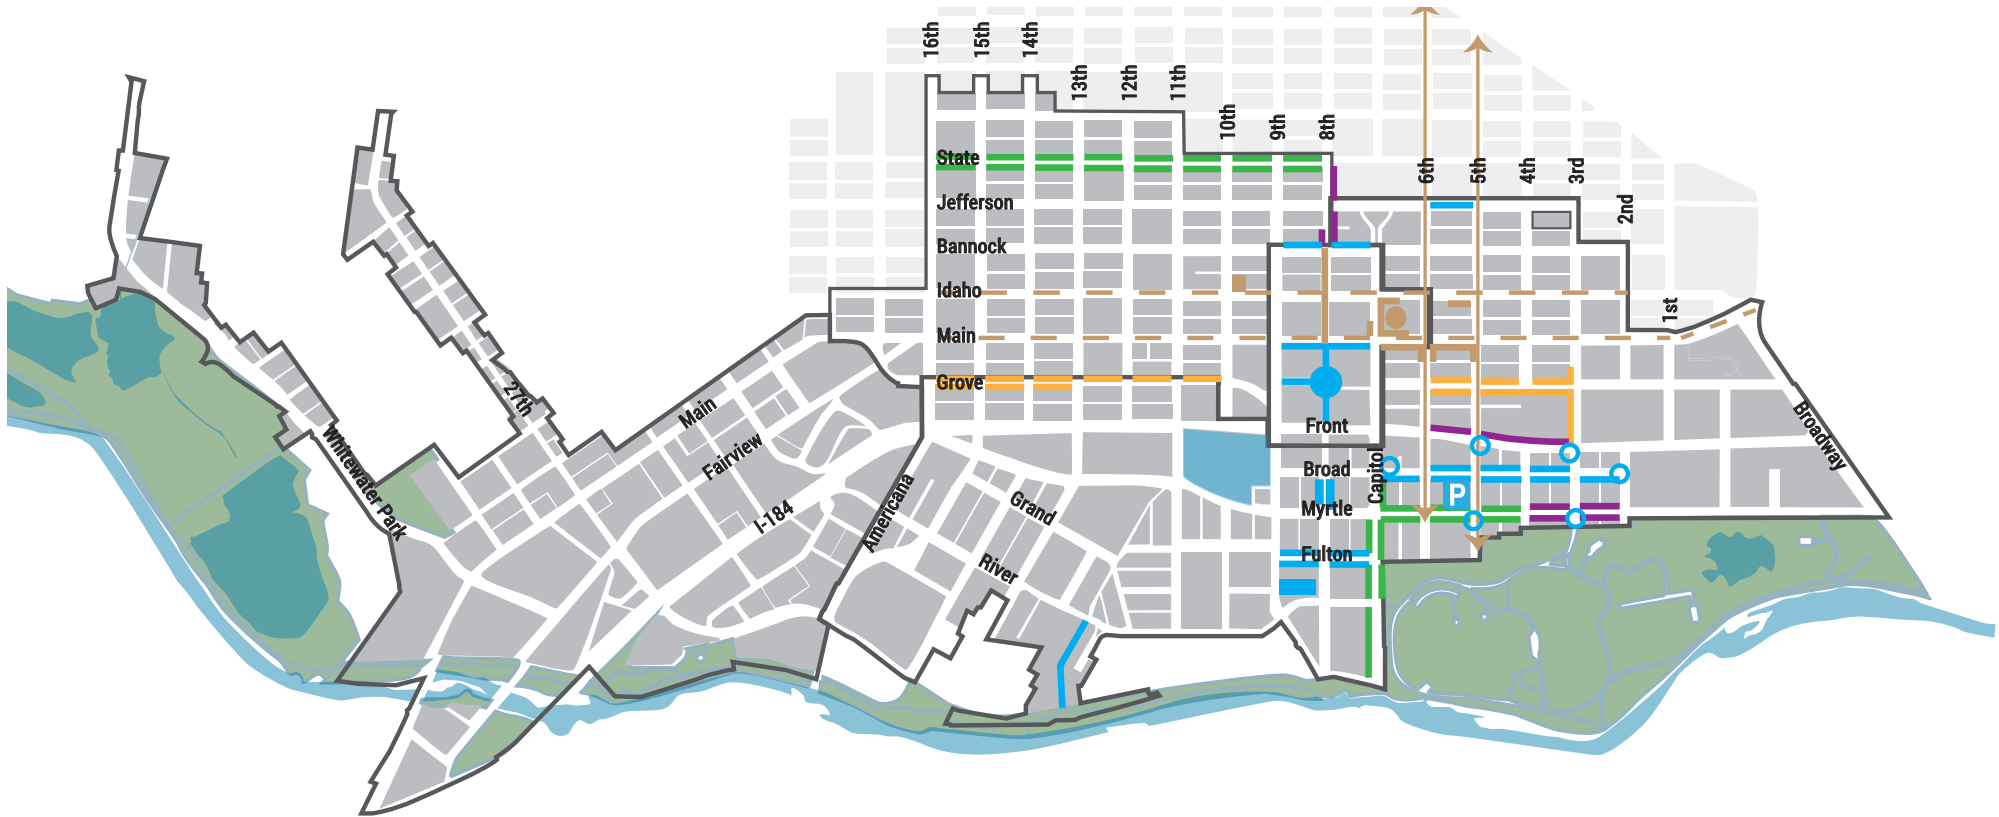 16th
15th
14th
13th
12th
11th
10th
9th
8th
6th
5th
4th
3rd
2nd
1st
State
Jefferson
Bannock
Idaho
Main
Grove
27th
Main
Fairview
I-184
Whitewater Park
Americana
Grand
River
Front
Broad
Capitol
Myrtle
Fulton
P
Broadway